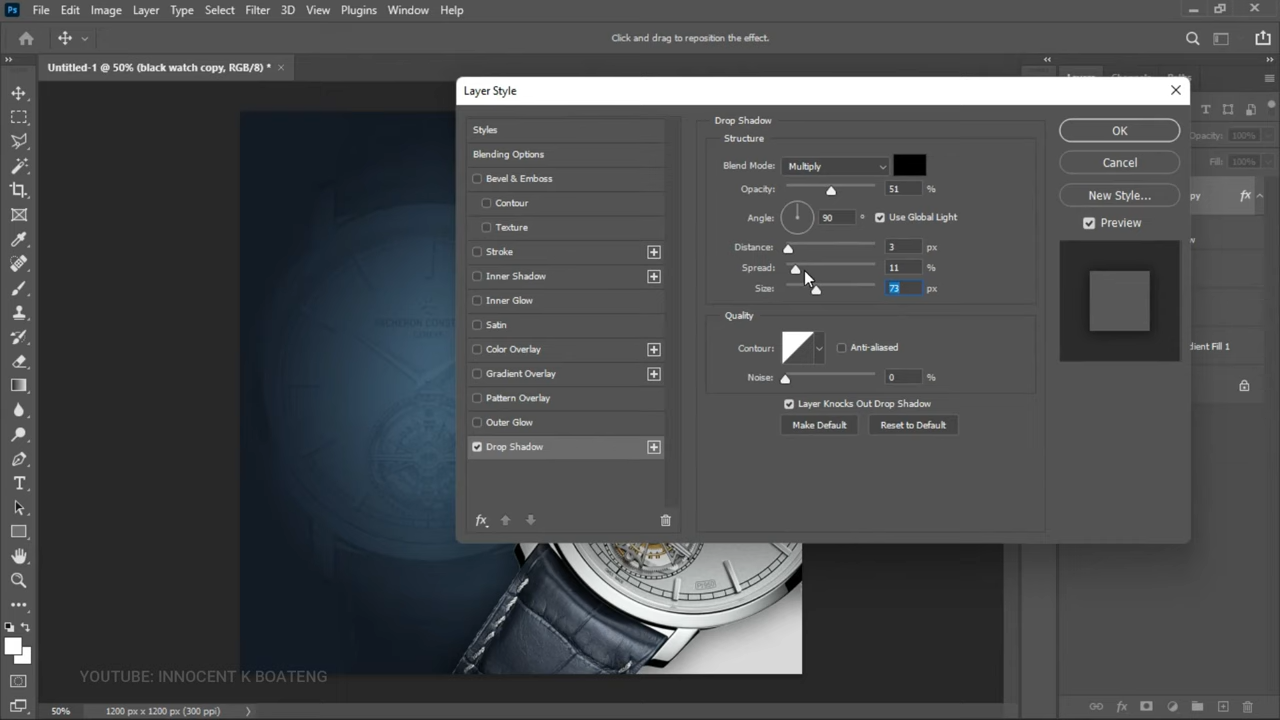 Ps File Edit Image Layer Type Select Filter 3D View Plugins Window Help
Click and drag to reposition the effect.
Untitled-1 @ 50% (black watch copy, RGB/8) * ×
Layer Style
Styles
Blending Options
Bevel & Emboss
Contour
Texture
Stroke
Inner Shadow
Inner Glow
Satin
Color Overlay
Gradient Overlay
Pattern Overlay
Outer Glow
Drop Shadow
fx
Drop Shadow
Structure
Blend Mode: Multiply
Opacity: 51 %
Angle: 90 ° Use Global Light
Distance: 3 px
Spread: 11 %
Size: 73 px
Quality
Contour: Anti-aliased
Noise: 0 %
Layer Knocks Out Drop Shadow
Make Default Reset to Default
OK
Cancel
New Style...
Preview
Opacity: 100%
Fill: 100%
py fx
w
dient Fill 1
YOUTUBE: INNOCENT K BOATENG
50% 1200 px x 1200 px (300 ppi)
fx